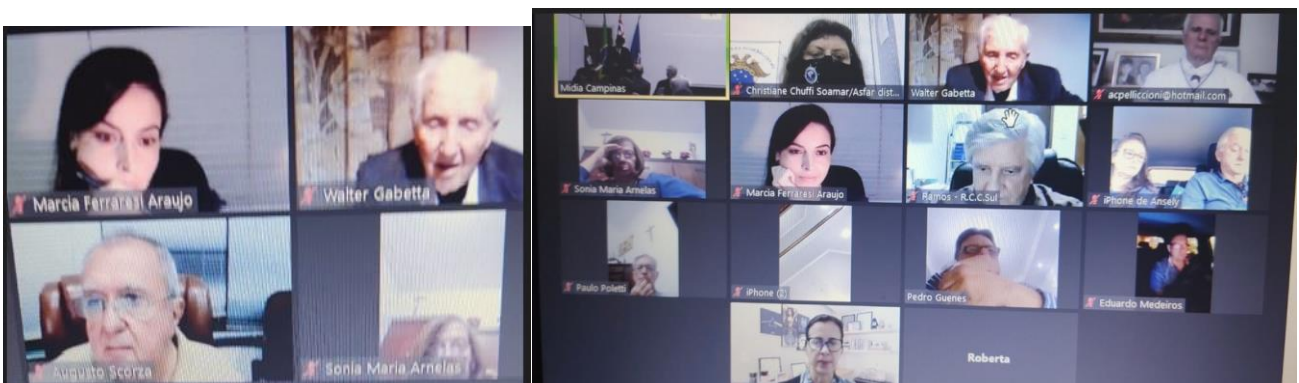 Marcia Ferraresi Araujo
Walter Gabetta
Augusto Scorza
Sonia Maria Arnelas
Midia Campinas
Christiane Chuffi Soamar/Asfar dist...
Walter Gabetta
acpelliccioni@hotmail.com
Sonia Maria Arnelas
Marcia Ferraresi Araujo
Ramos - R.C.C.Sul
iPhone de Ansely
Paulo Poletti
iPhone (2)
Pedro Guenes
Eduardo Medeiros
Roberta